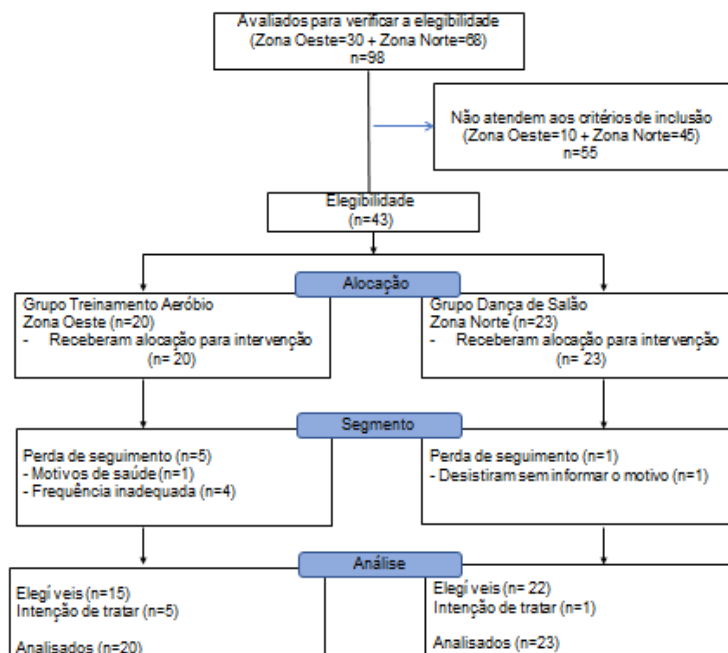 Avaliados para verificar a elegibilidade
(Zona Oeste=30 + Zona Norte=68)
n=98
Não atendem aos critérios de inclusão
(Zona Oeste=10 + Zona Norte=45)
n=55
Elegibilidade
(n=43)
Alocação
Grupo Treinamento Aeróbio
Zona Oeste (n=20)
- Receberam alocação para intervenção
(n= 20)
Grupo Dança de Salão
Zona Norte (n=23)
- Receberam alocação para intervenção
(n= 23)
Segmento
Perda de seguimento (n=5)
- Motivos de saúde(n=1)
- Frequência inadequada (n=4)
Perda de seguimento (n=1)
- Desistiram sem informar o motivo (n=1)
Análise
Elegí veis (n=15)
Intenção de tratar (n=5)
Analisados (n=20)
Elegí veis (n= 22)
Intenção de tratar (n=1)
Analisados (n=23)